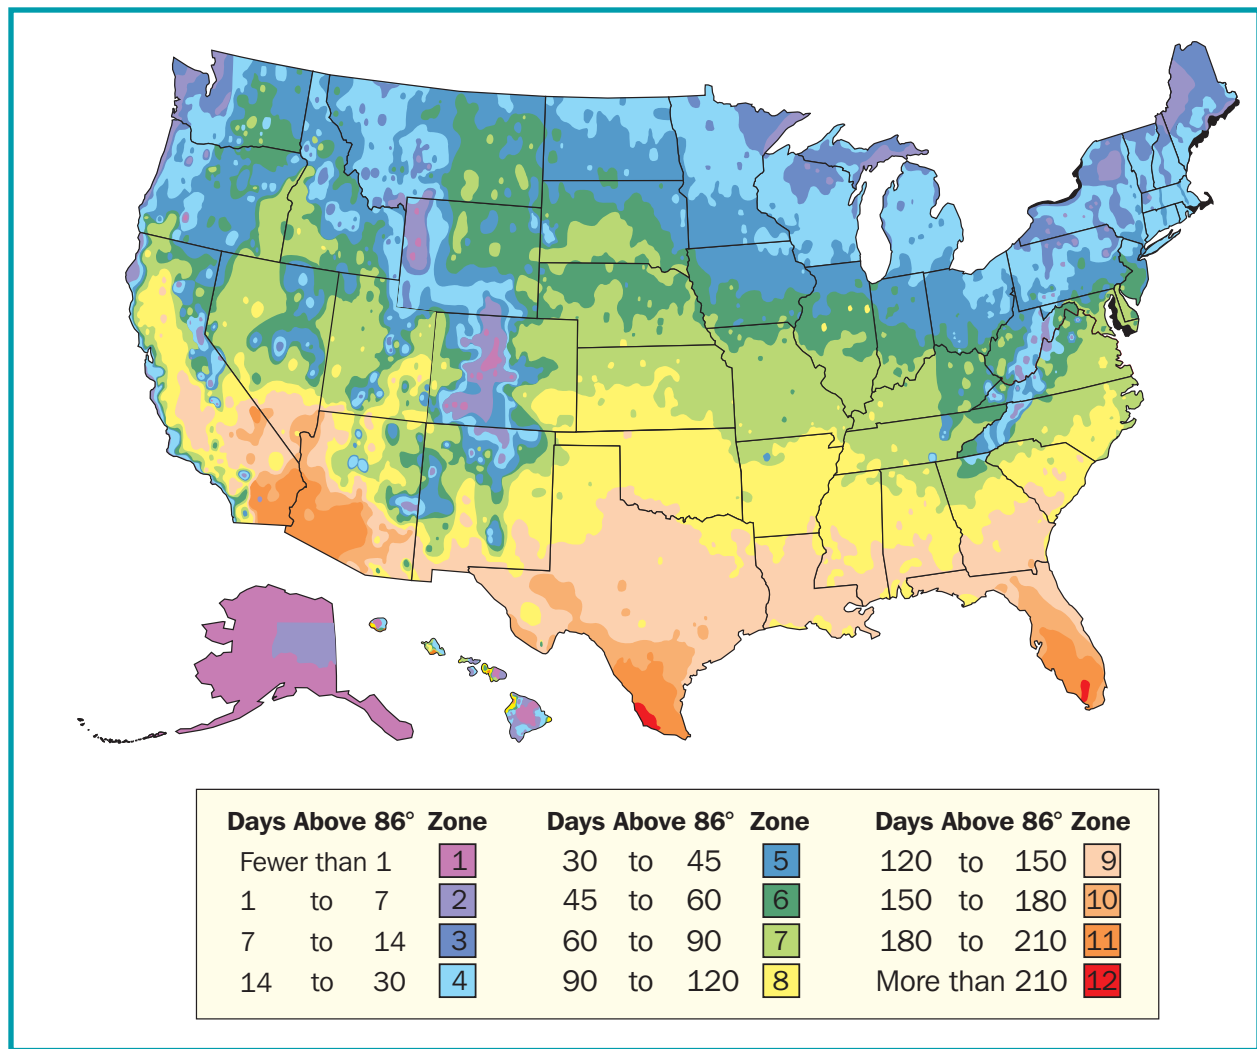 Days Above 86° Zone
Fewer than 1 1
1 to 7 2
7 to 14 3
14 to 30 4
Days Above 86° Zone
30 to 45 5
45 to 60 6
60 to 90 7
90 to 120 8
Days Above 86° Zone
120 to 150 9
150 to 180 10
180 to 210 11
More than 210 12